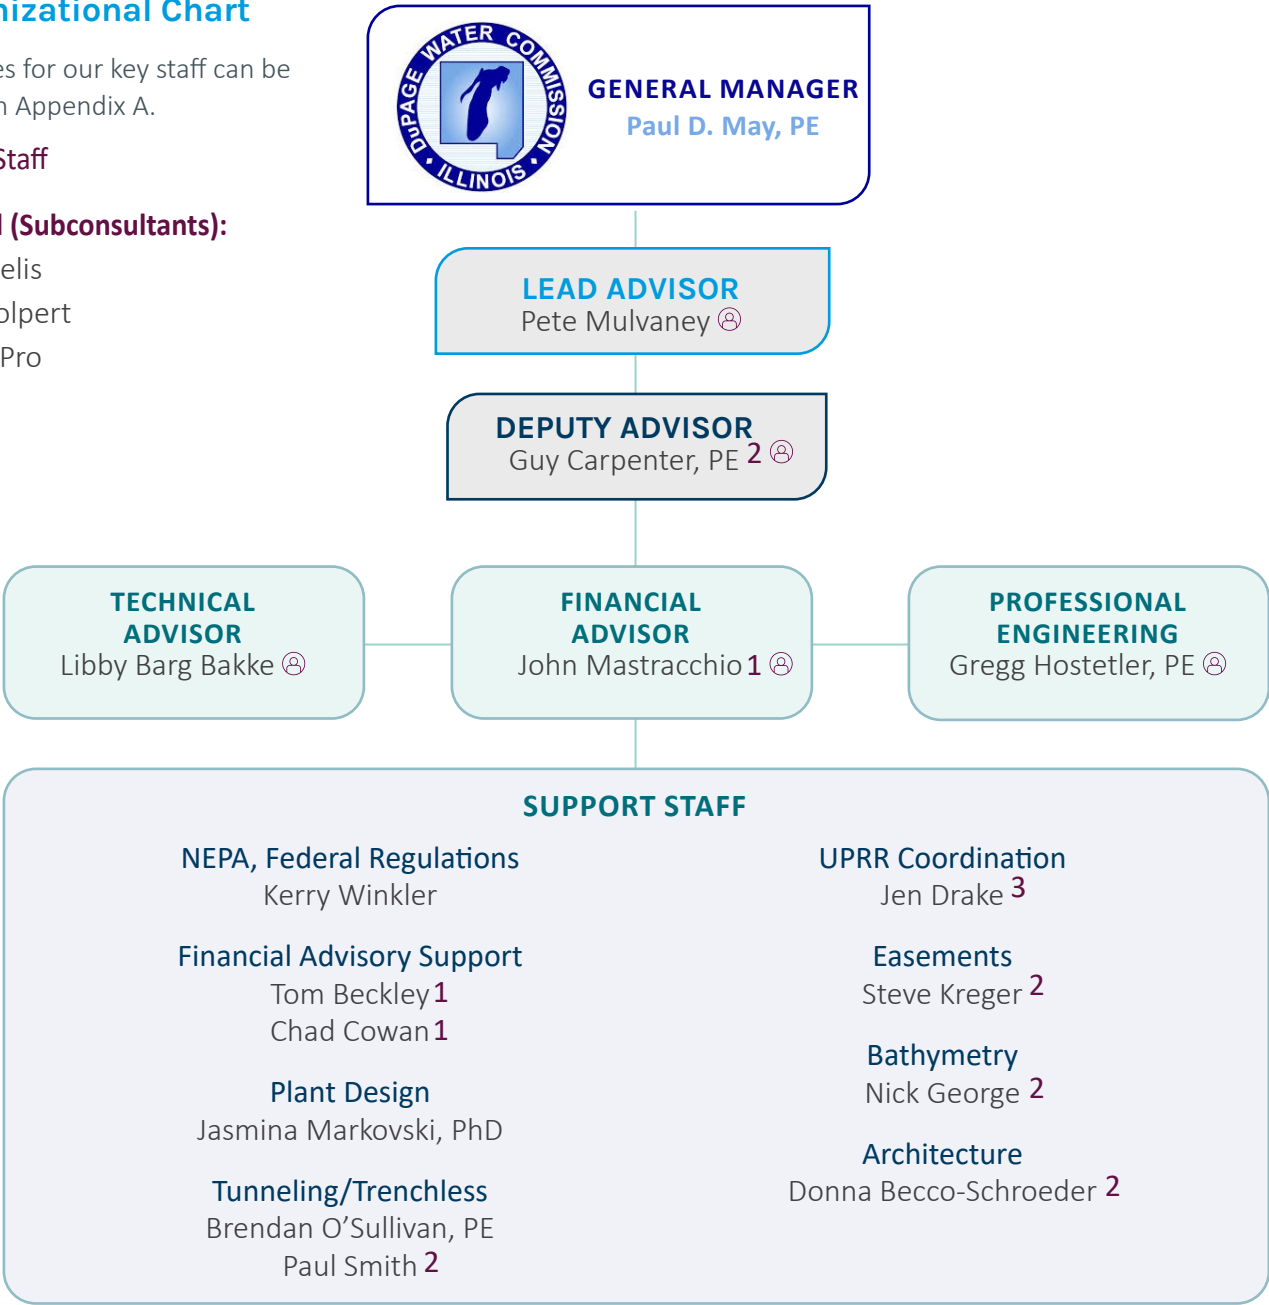 nizational Chart
es for our key staff can be
n Appendix A.
Staff
l (Subconsultants):
elis
olpert
Pro
DuPAGE WATER COMMISSION
ILLINOIS
GENERAL MANAGER
Paul D. May, PE
LEAD ADVISOR
Pete Mulvaney
DEPUTY ADVISOR
Guy Carpenter, PE 2
TECHNICAL
ADVISOR
Libby Barg Bakke
FINANCIAL
ADVISOR
John Mastracchio 1
PROFESSIONAL
ENGINEERING
Gregg Hostetler, PE
SUPPORT STAFF
NEPA, Federal Regulations
Kerry Winkler
Financial Advisory Support
Tom Beckley 1
Chad Cowan 1
Plant Design
Jasmina Markovski, PhD
Tunneling/Trenchless
Brendan O’Sullivan, PE
Paul Smith 2
UPRR Coordination
Jen Drake 3
Easements
Steve Kreger 2
Bathymetry
Nick George 2
Architecture
Donna Becco-Schroeder 2